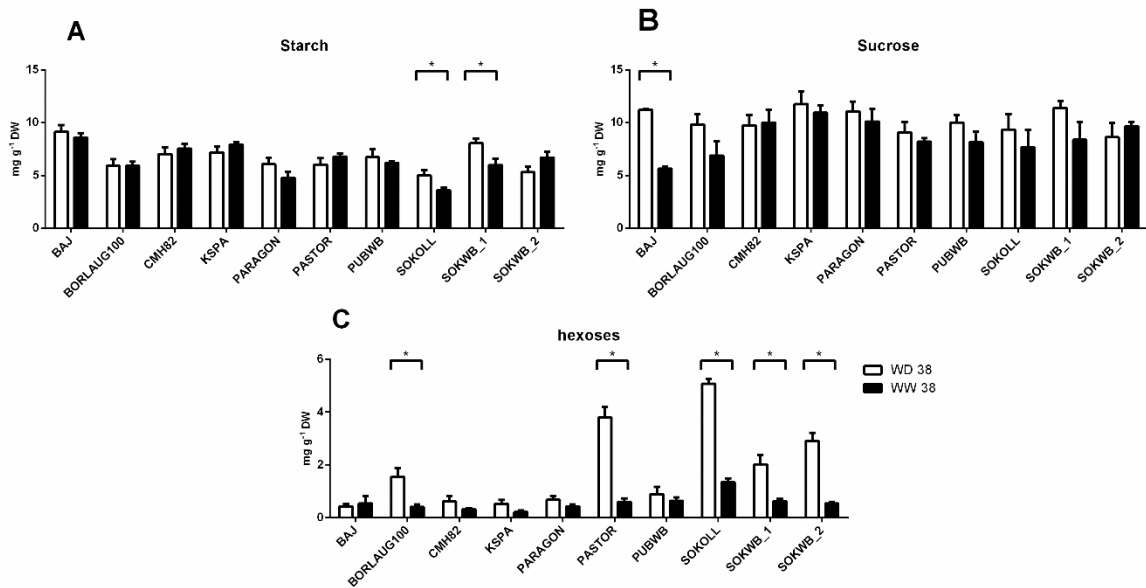 A
Starch
15
10
5
0
mg g⁻¹ DW
* *
BAJ BORLAUG100 CMH82 KSPA PARAGON PASTOR PUBWB SOKOLL SOKWB_1 SOKWB_2
B
Sucrose
15
10
5
0
mg g⁻¹ DW
*
BAJ BORLAUG100 CMH82 KSPA PARAGON PASTOR PUBWB SOKOLL SOKWB_1 SOKWB_2
C
hexoses
6
4
2
0
mg g⁻¹ DW
* * * * *
BAJ BORLAUG100 CMH82 KSPA PARAGON PASTOR PUBWB SOKOLL SOKWB_1 SOKWB_2
WD 38
WW 38